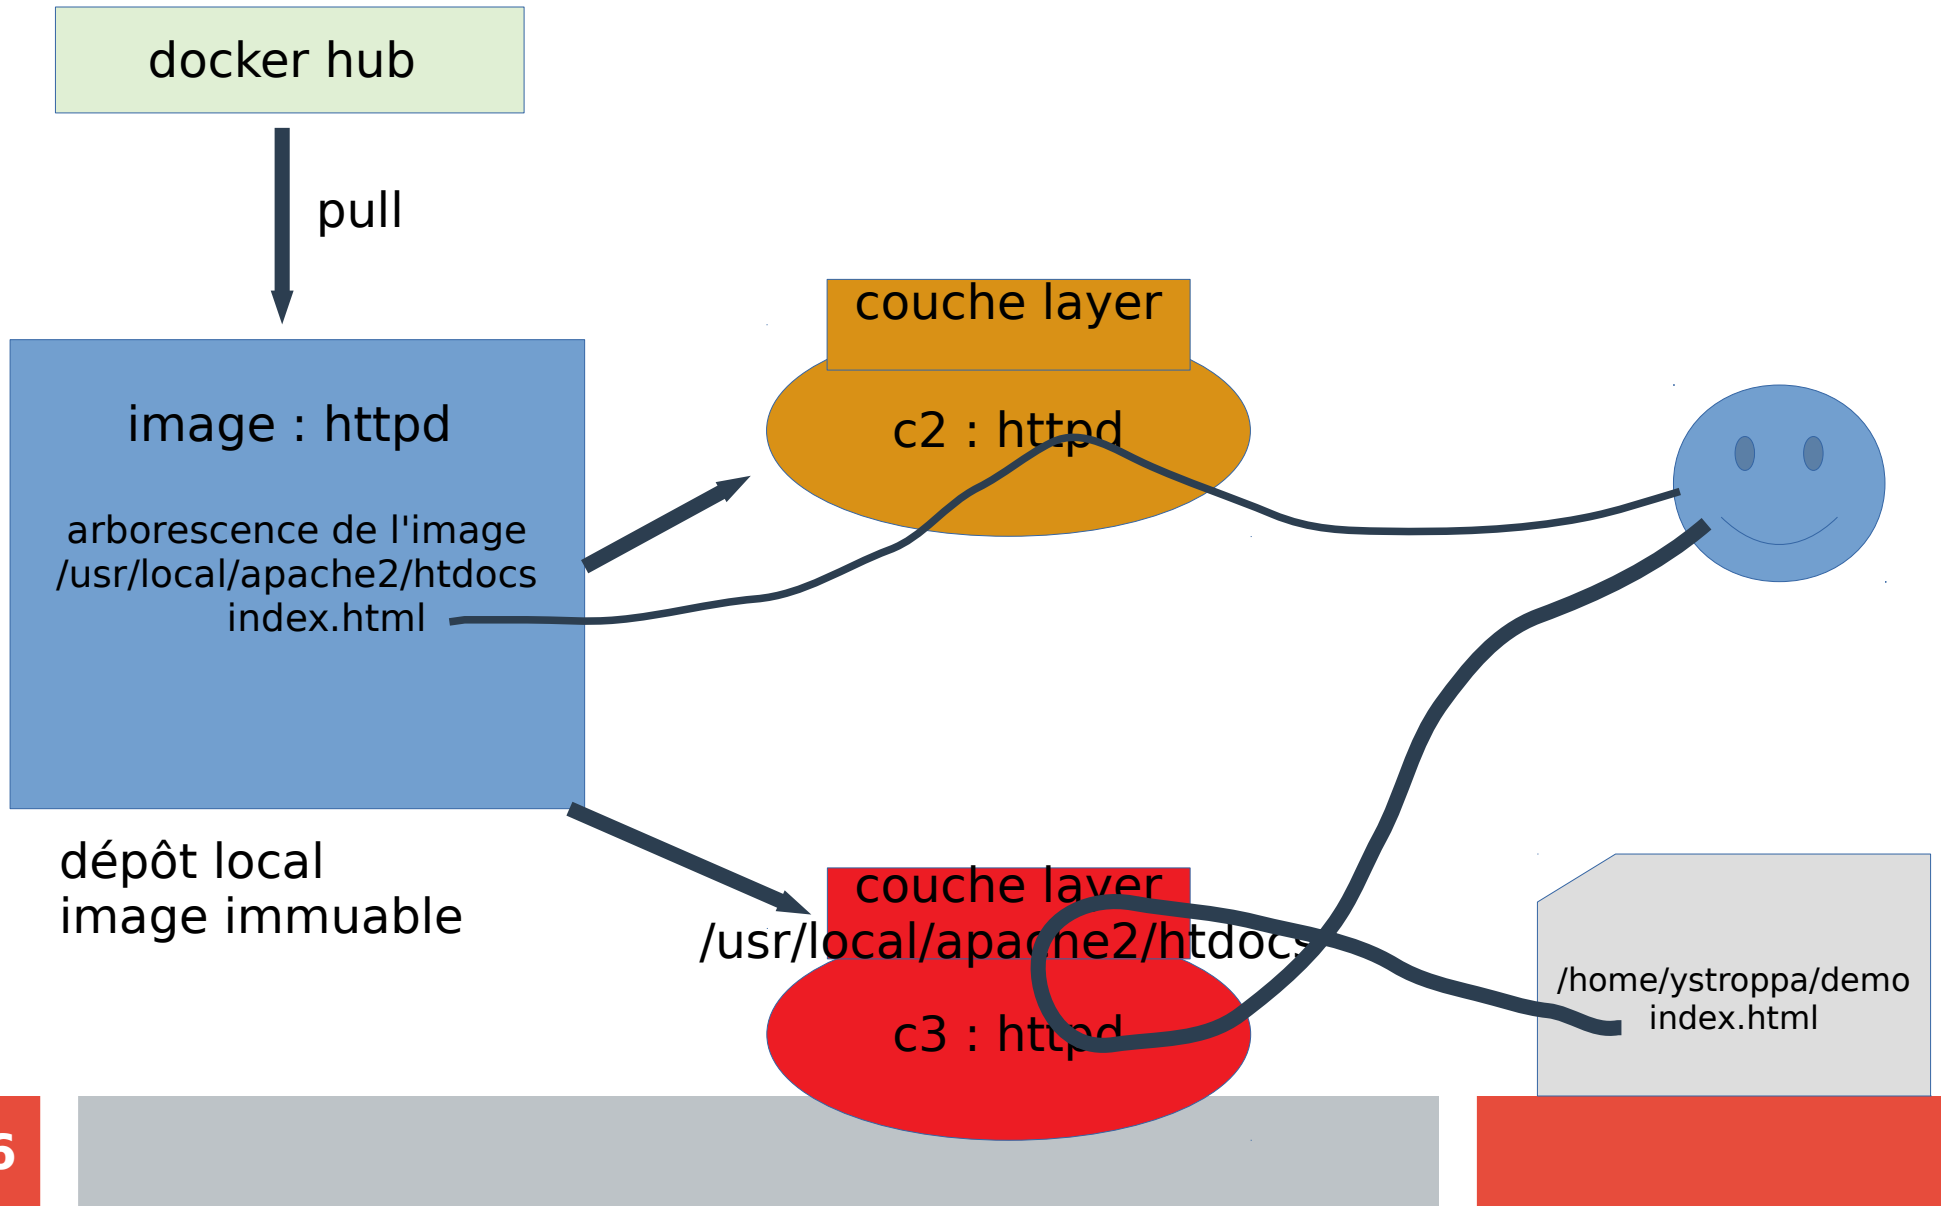 docker hub
pull
couche layer
image : httpd
c2 : httpd
arborescence de l'image
/usr/local/apache2/htdocs
index.html
dépôt local
image immuable
couche layer
/usr/local/apache2/htdocs
c3 : httpd
/home/ystroppa/demo
index.html
6